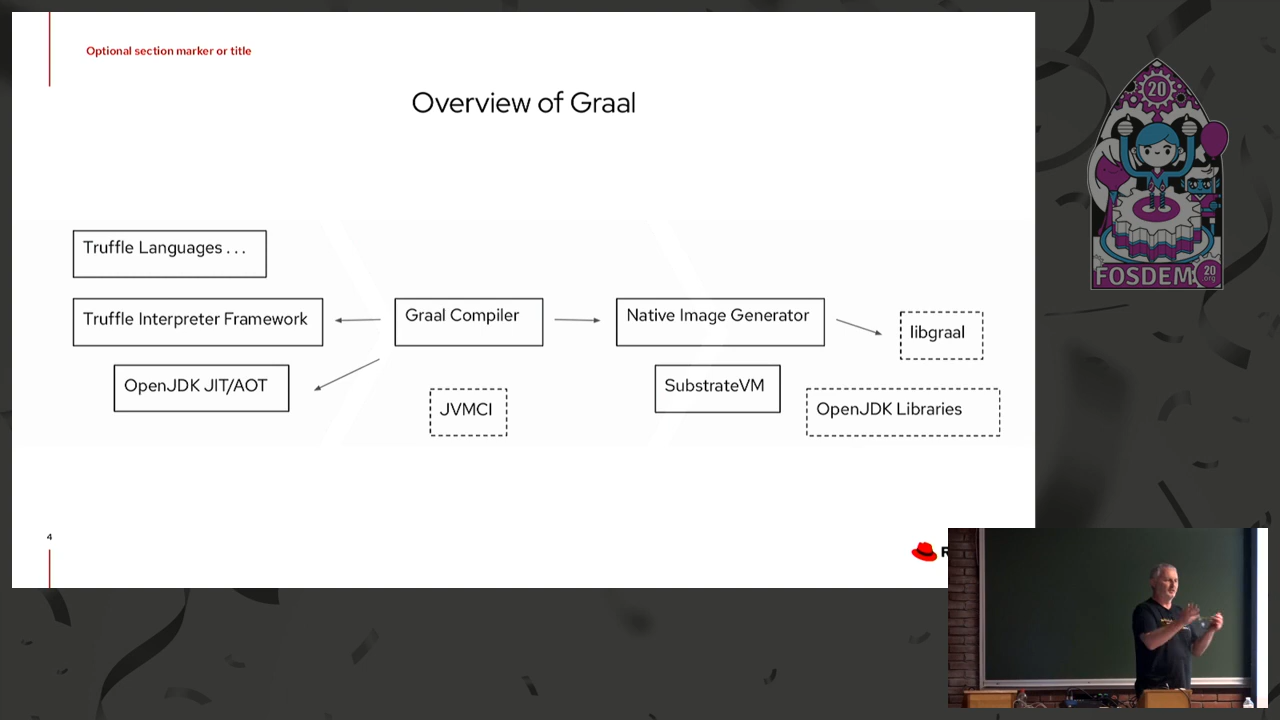 Optional section marker or title
Overview of Graal
Truffle Languages . . .
Truffle Interpreter Framework
Graal Compiler
Native Image Generator
libgraal
OpenJDK JIT/AOT
SubstrateVM
JVMCI
OpenJDK Libraries
4
20
FOSDEM
20
.org